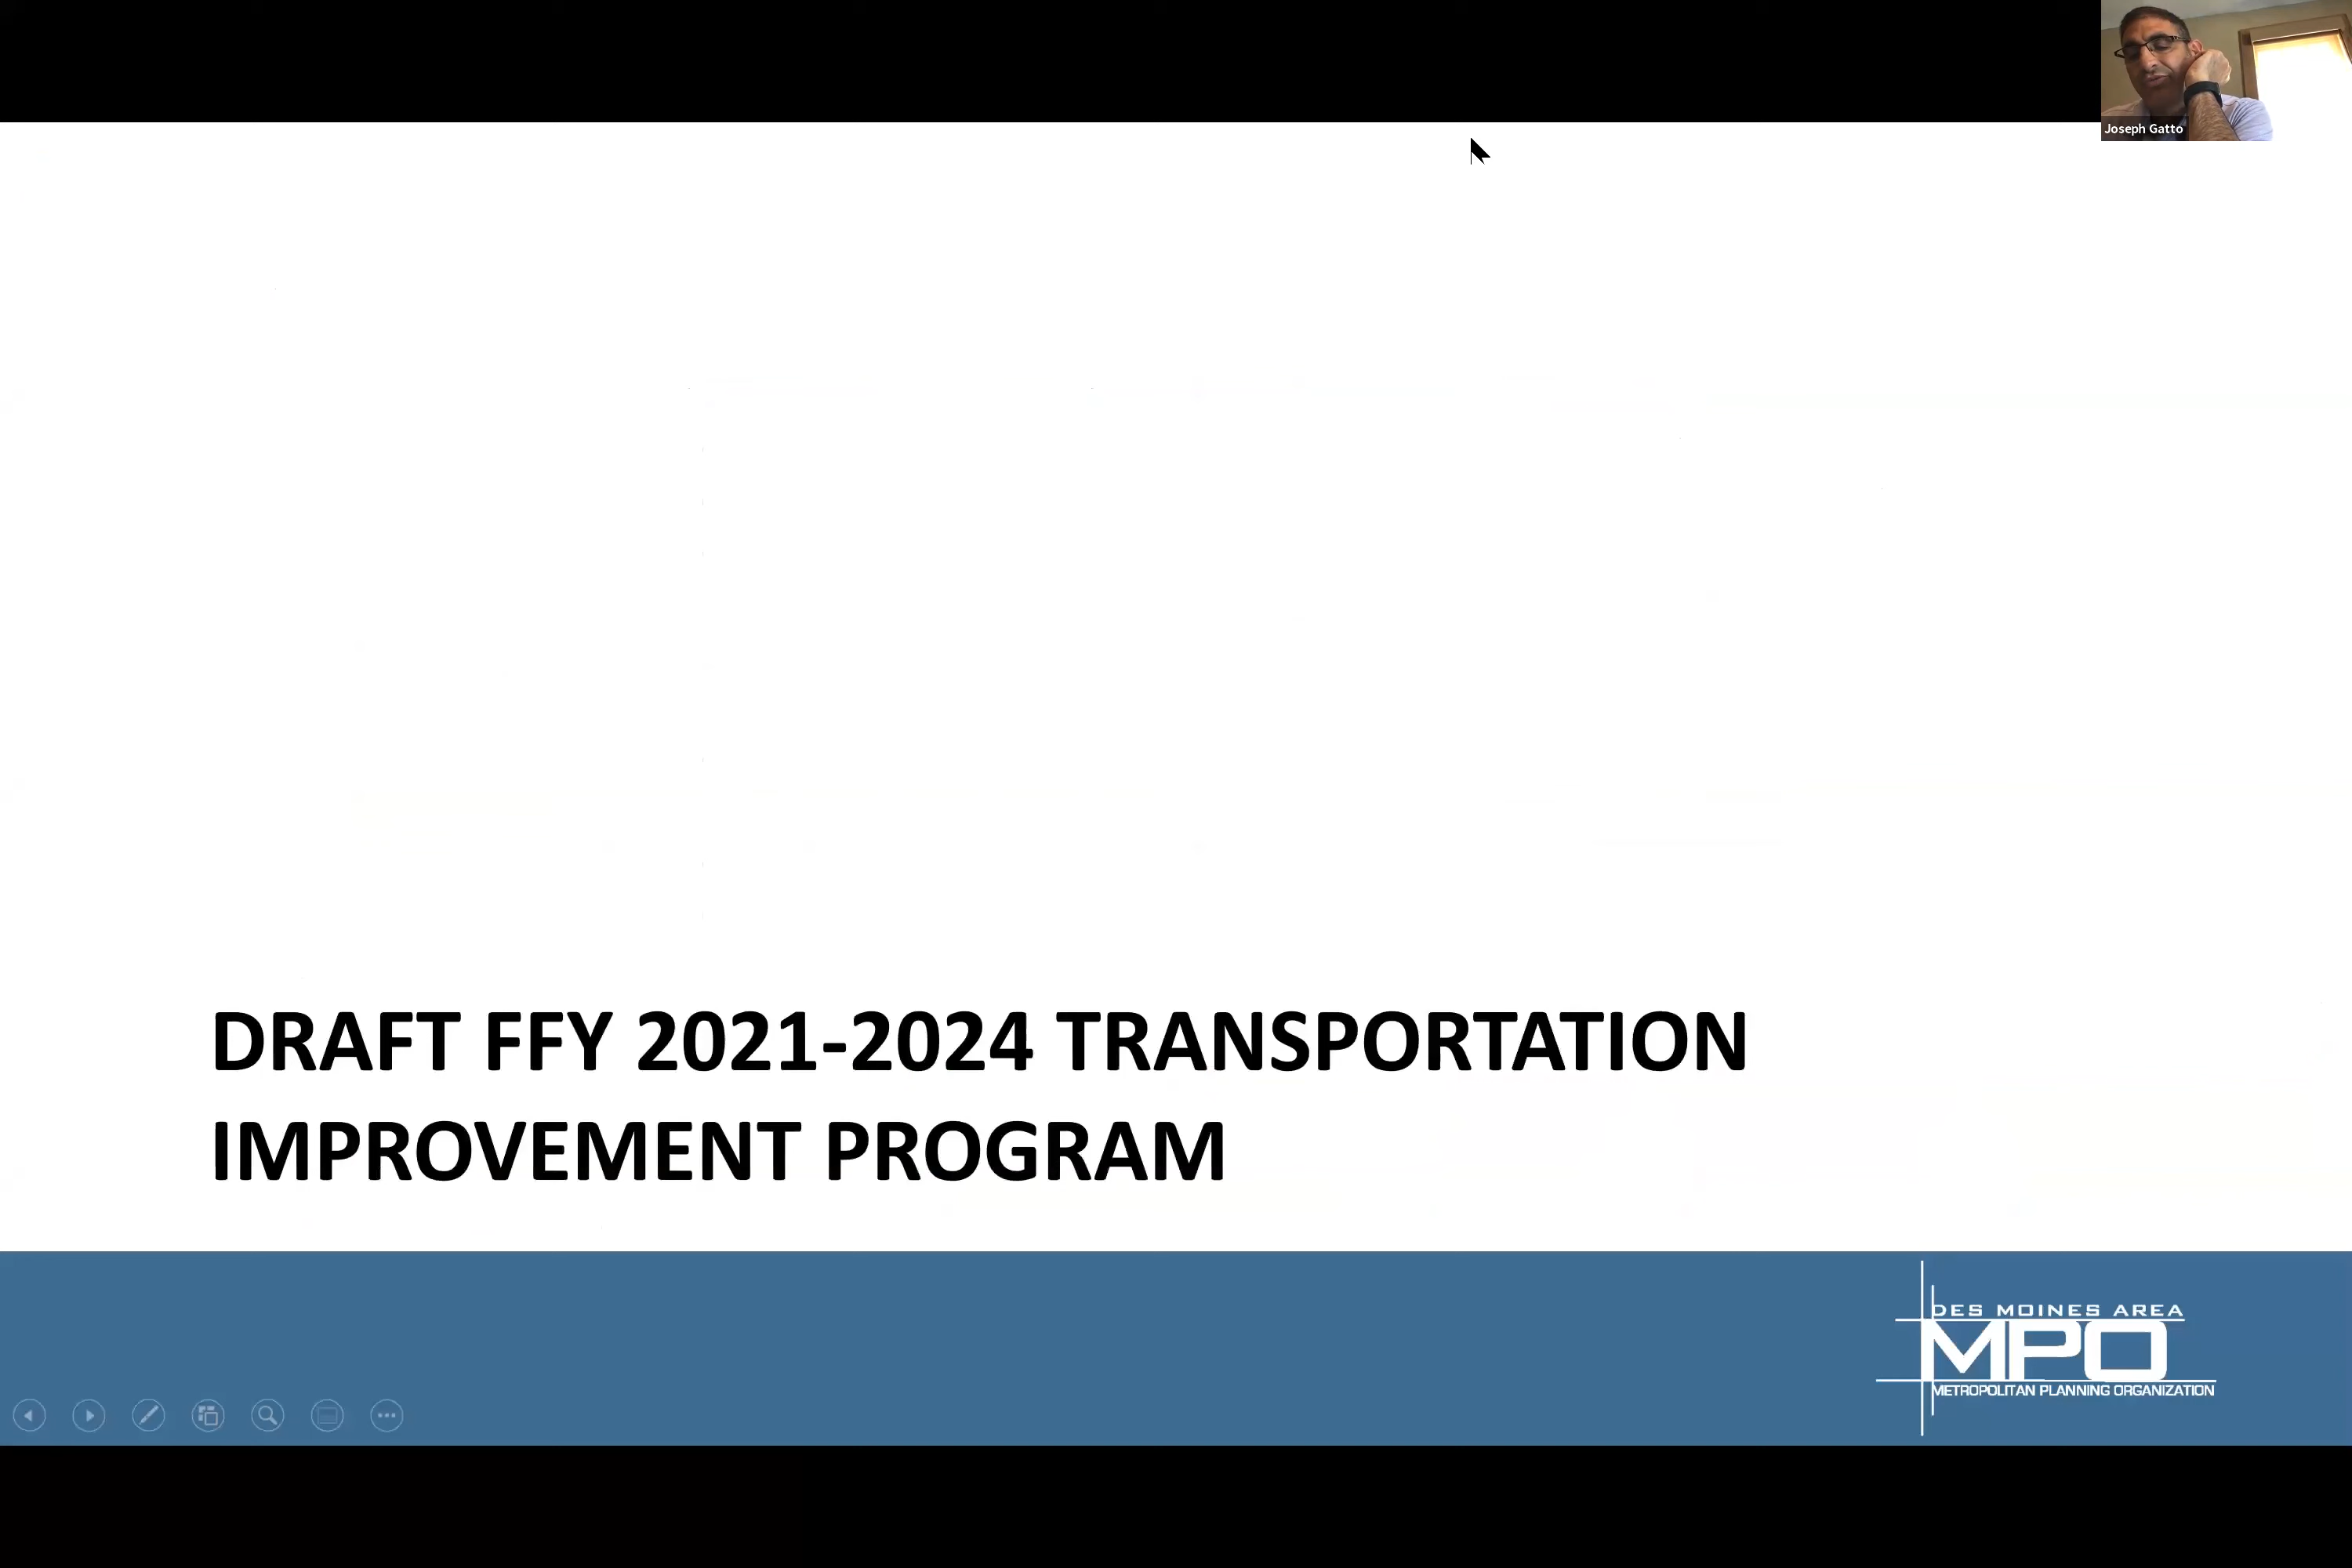 Joseph Gatto
DRAFT FFY 2021-2024 TRANSPORTATION
IMPROVEMENT PROGRAM
DES MOINES AREA
MPO
METROPOLITAN PLANNING ORGANIZATION